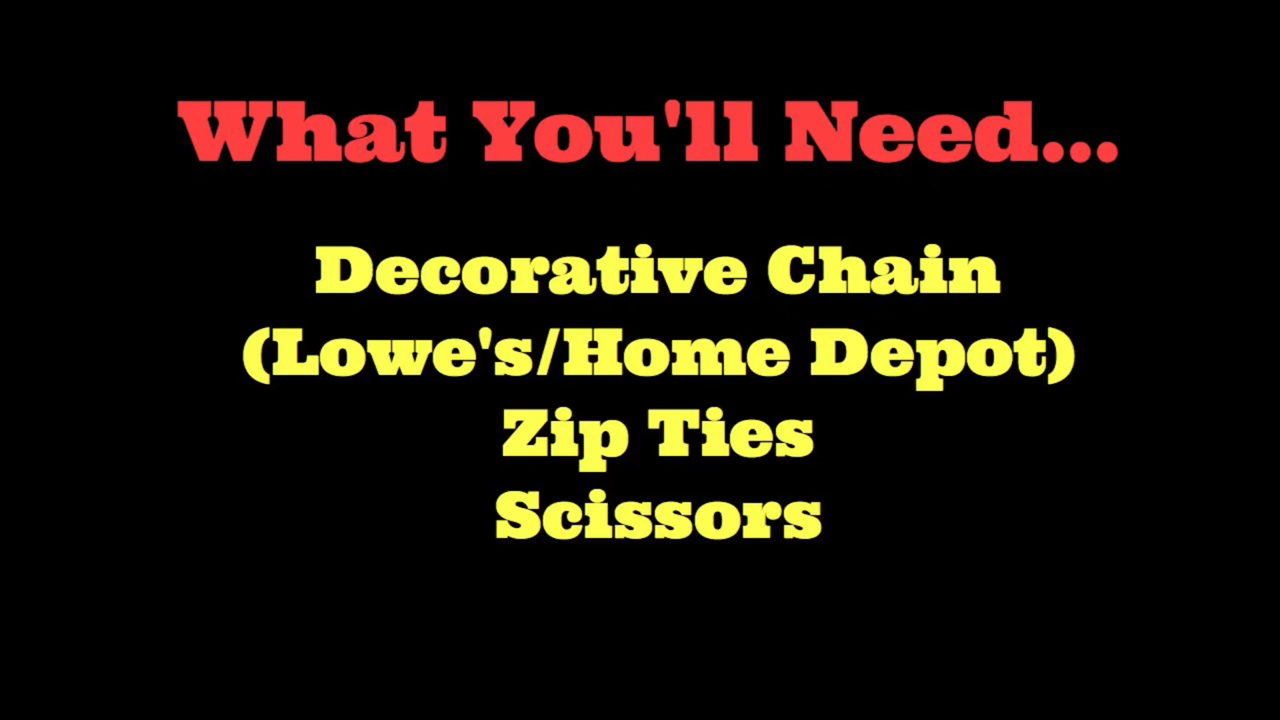 What You'll Need...
Decorative Chain
(Lowe's/Home Depot)
Zip Ties
Scissors